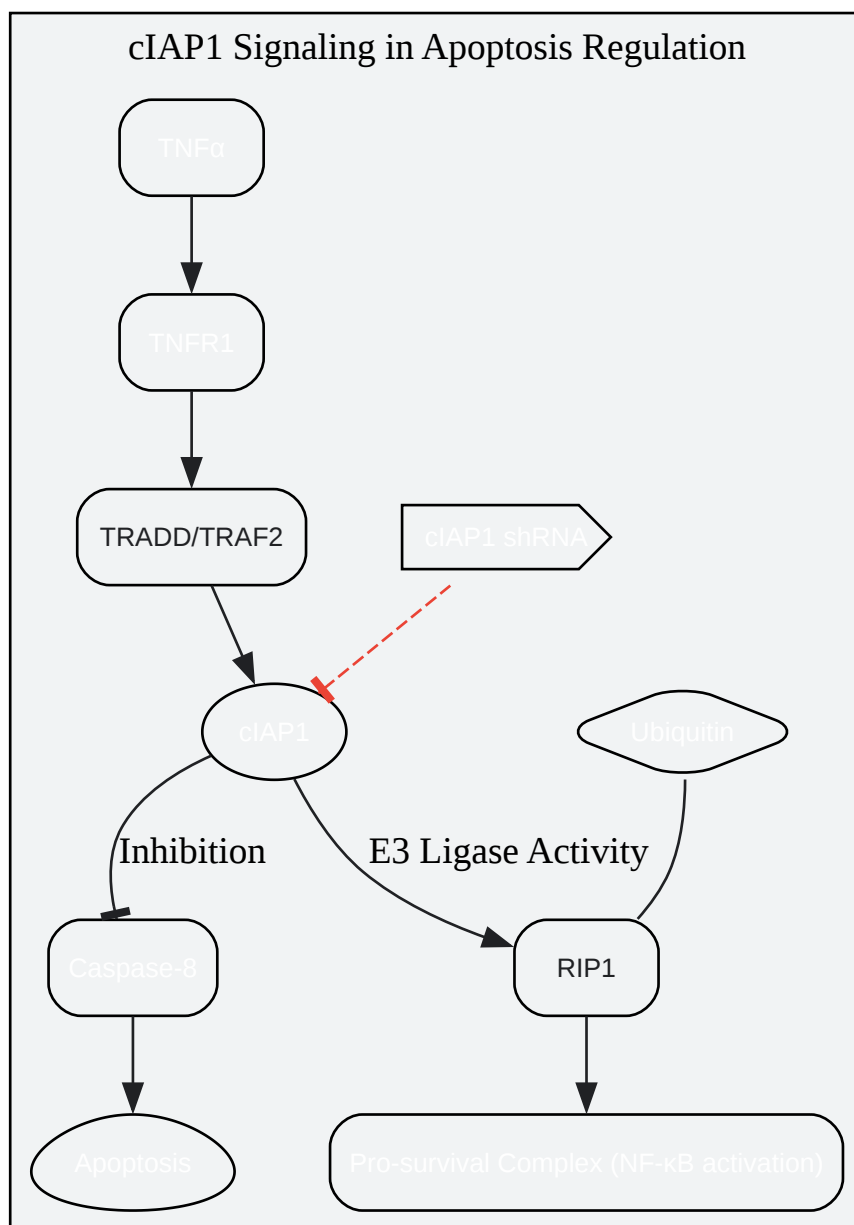 cIAP1 Signaling in Apoptosis Regulation
TNFα
TNFR1
TRADD/TRAF2
cIAP1 shRNA
cIAP1
Ubiquitin
Inhibition
E3 Ligase Activity
Caspase-8
RIP1
Apoptosis
Pro-survival Complex (NF-κB activation)